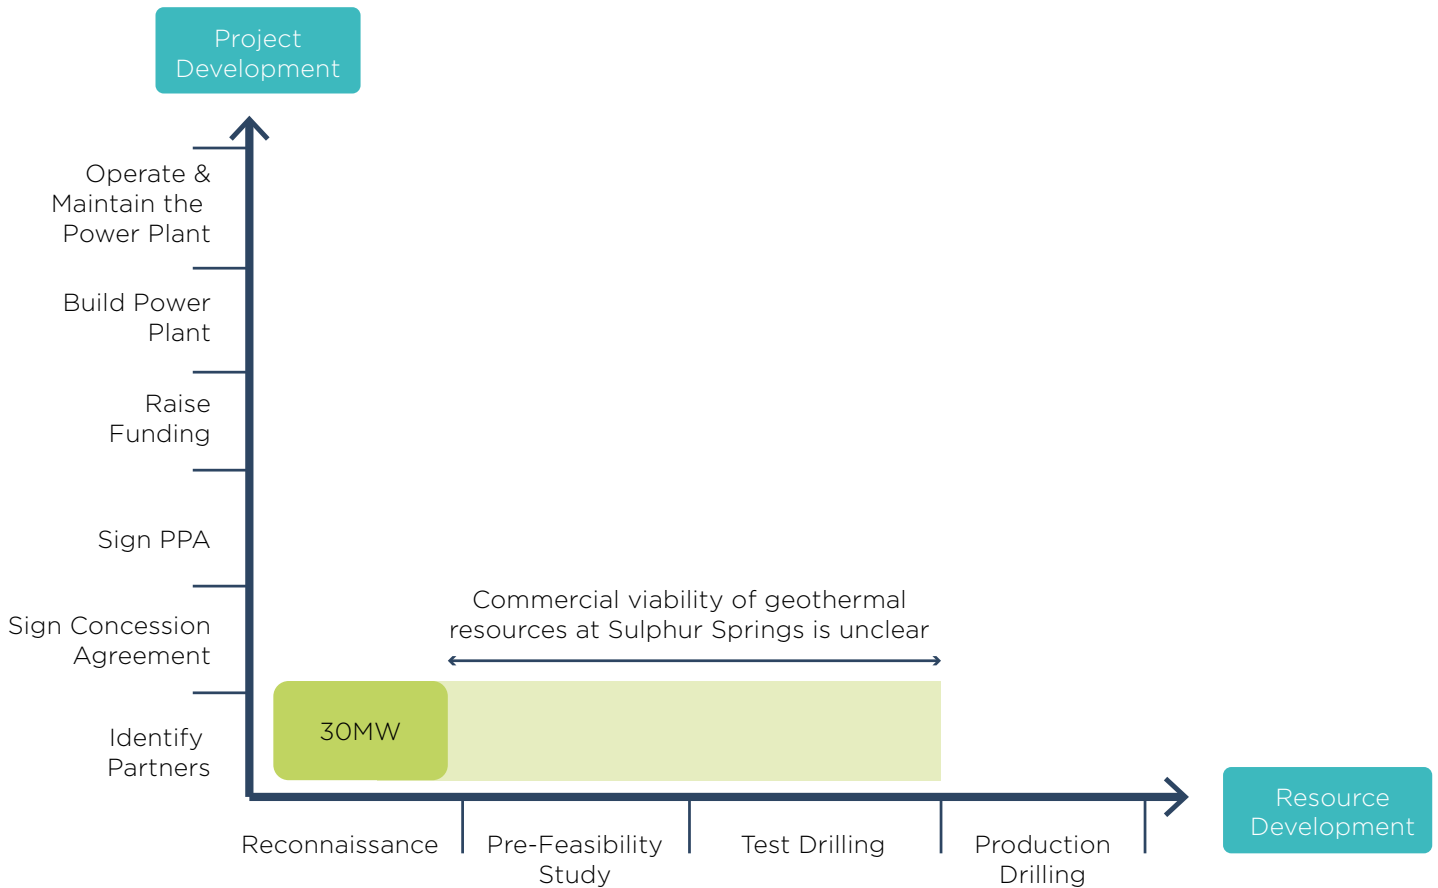 Project
Development
Operate &
Maintain the
Power Plant
Build Power
Plant
Raise
Funding
Sign PPA
Sign Concession
Agreement
Identify
Partners
Commercial viability of geothermal
resources at Sulphur Springs is unclear
30MW
Reconnaissance
Pre-Feasibility
Study
Test Drilling
Production
Drilling
Resource
Development